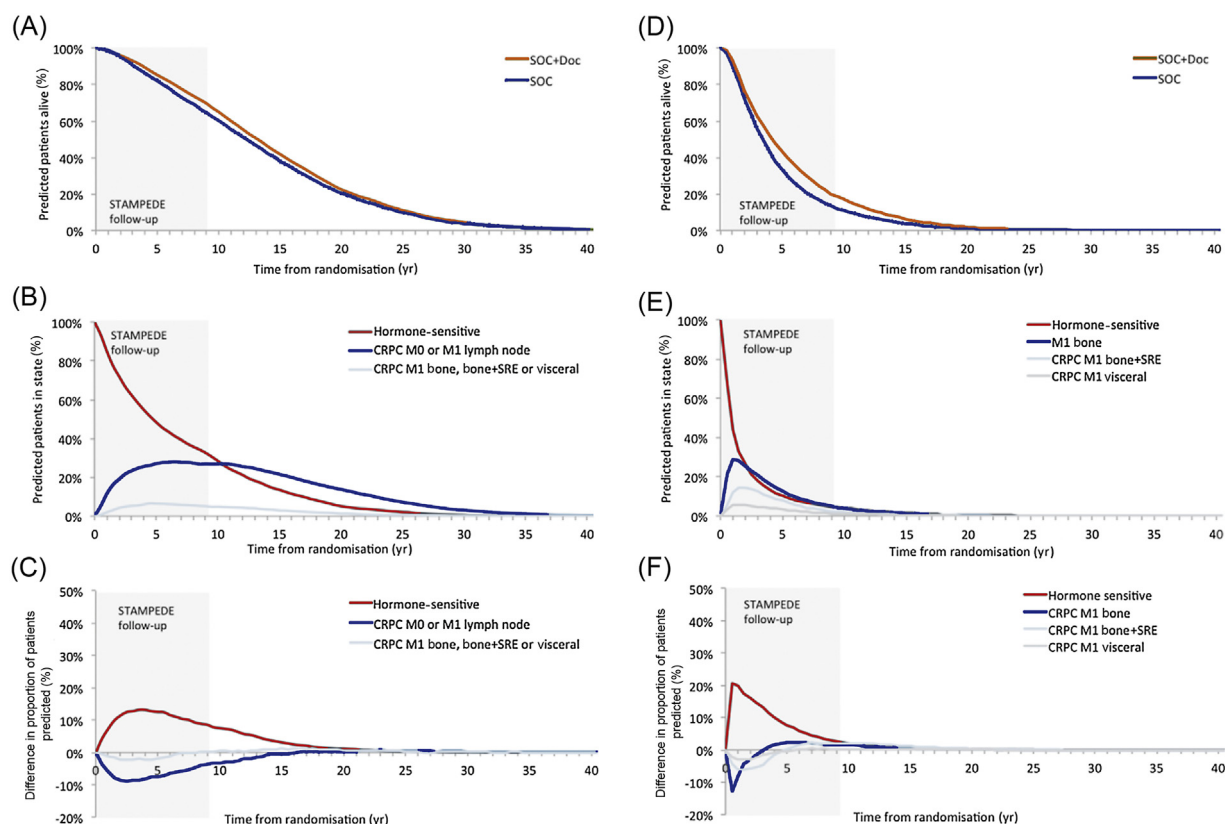 (A)
100%
80%
60%
40%
20%
0%
Predicted patients alive (%)
SOC+Doc
SOC
STAMPEDE
follow-up
0 5 10 15 20 25 30 35 40
Time from randomisation (yr)
(B)
100%
80%
60%
40%
20%
0%
Predicted patients in state (%)
STAMPEDE
follow-up
Hormone-sensitive
CRPC M0 or M1 lymph node
CRPC M1 bone, bone+SRE or visceral
0 5 10 15 20 25 30 35 40
Time from randomisation (yr)
(C)
50%
40%
30%
20%
10%
0%
-10%
-20%
Difference in proportion of patients
predicted (%)
STAMPEDE
follow-up
Hormone-sensitive
CRPC M0 or M1 lymph node
CRPC M1 bone, bone+SRE or visceral
0 5 10 15 20 25 30 35 40
Time from randomisation (yr)
(D)
100%
80%
60%
40%
20%
0%
Predicted patients alive (%)
SOC+Doc
SOC
STAMPEDE
follow-up
0 5 10 15 20 25 30 35 40
Time from randomisation (yr)
(E)
100%
80%
60%
40%
20%
0%
Predicted patients in state (%)
STAMPEDE
follow-up
Hormone-sensitive
M1 bone
CRPC M1 bone+SRE
CRPC M1 visceral
0 5 10 15 20 25 30 35 40
Time from randomisation (yr)
(F)
50%
40%
30%
20%
10%
0%
-10%
-20%
Difference in proportion of patients
predicted (%)
STAMPEDE
follow-up
Hormone sensitive
CRPC M1 bone
CRPC M1 bone+SRE
CRPC M1 visceral
0 5 10 15 20 25 30 35 40
Time from randomisation (yr)